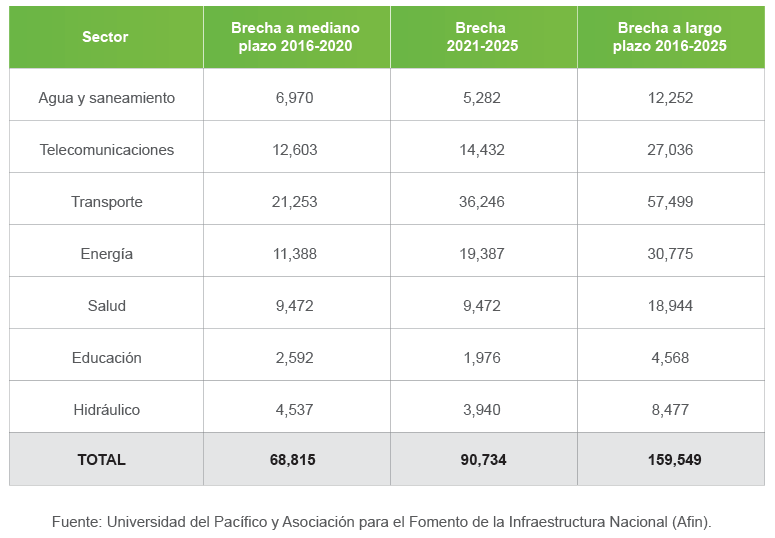 Sector Brecha a mediano plazo 2016-2020 Brecha 2021-2025 Brecha a largo plazo 2016-2025
Agua y saneamiento 6,970 5,282 12,252
Telecomunicaciones 12,603 14,432 27,036
Transporte 21,253 36,246 57,499
Energía 11,388 19,387 30,775
Salud 9,472 9,472 18,944
Educación 2,592 1,976 4,568
Hidráulico 4,537 3,940 8,477
TOTAL 68,815 90,734 159,549
Fuente: Universidad del Pacífico y Asociación para el Fomento de la Infraestructura Nacional (Afin).